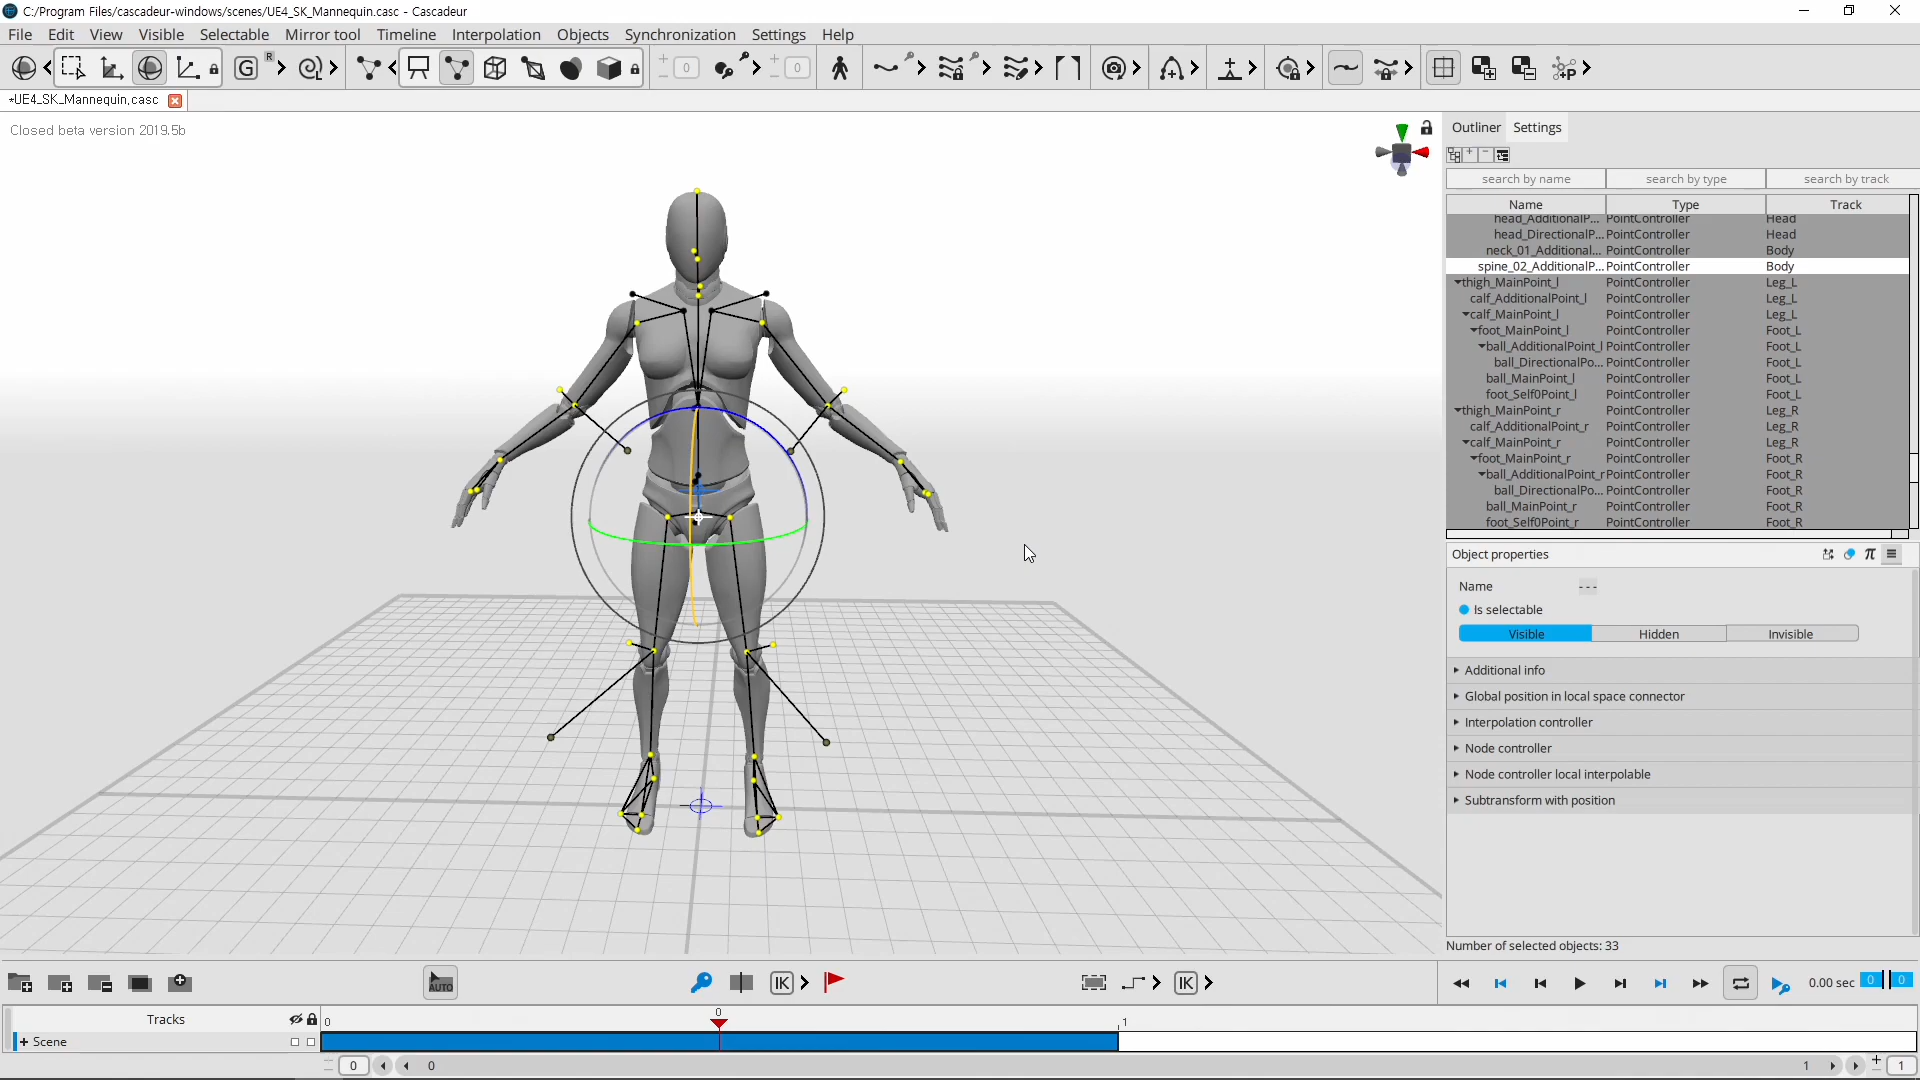 C:/Program Files/cascadeur-windows/scenes/UE4_SK_Mannequin.casc - Cascadeur
File Edit View Visible Selectable Mirror tool Timeline Interpolation Objects Synchronization Settings Help
G R 0 0 P
*UE4_SK_Mannequin,casc
Closed beta version 2019.5b
Outliner Settings
search by name search by type search by track
Name Type Track
head_AdditionalP... PointController Head
head_DirectionalP... PointController Head
neck_01_Additional... PointController Body
spine_02_AdditionalP... PointController Body
thigh_MainPoint_l PointController Leg_L
calf_AdditionalPoint_l PointController Leg_L
calf_MainPoint_l PointController Leg_L
foot_MainPoint_l PointController Foot_L
ball_AdditionalPoint_l PointController Foot_L
ball_DirectionalPo... PointController Foot_L
ball_MainPoint_l PointController Foot_L
foot_Self0Point_l PointController Foot_L
thigh_MainPoint_r PointController Leg_R
calf_AdditionalPoint_r PointController Leg_R
calf_MainPoint_r PointController Leg_R
foot_MainPoint_r PointController Foot_R
ball_AdditionalPoint_r PointController Foot_R
ball_DirectionalPo... PointController Foot_R
ball_MainPoint_r PointController Foot_R
foot_Self0Point_r PointController Foot_R
Object properties π
Name ---
Is selectable
Visible Hidden Invisible
Additional info
Global position in local space connector
Interpolation controller
Node controller
Node controller local interpolable
Subtransform with position
Number of selected objects: 33
AUTO IK IK 0.00 sec 0 0
Tracks 0 0 1
+ Scene
0 0 1 1